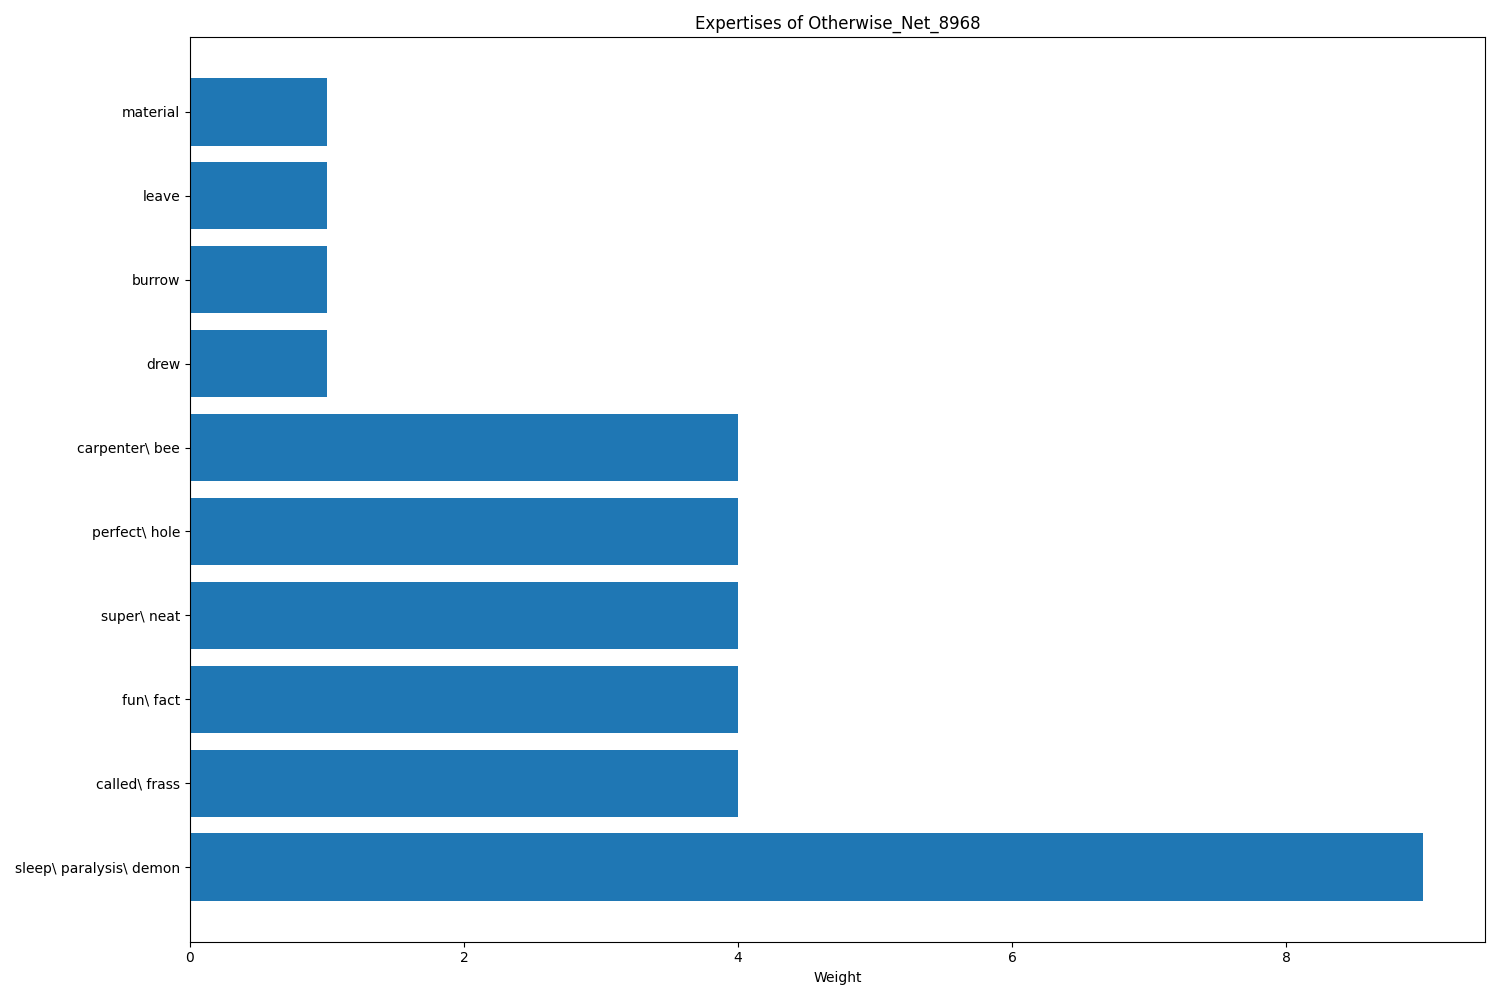 Expertises of Otherwise_Net_8968
material
leave
burrow
drew
carpenter\ bee
perfect\ hole
super\ neat
fun\ fact
called\ frass
sleep\ paralysis\ demon
0 2 4 6 8
Weight